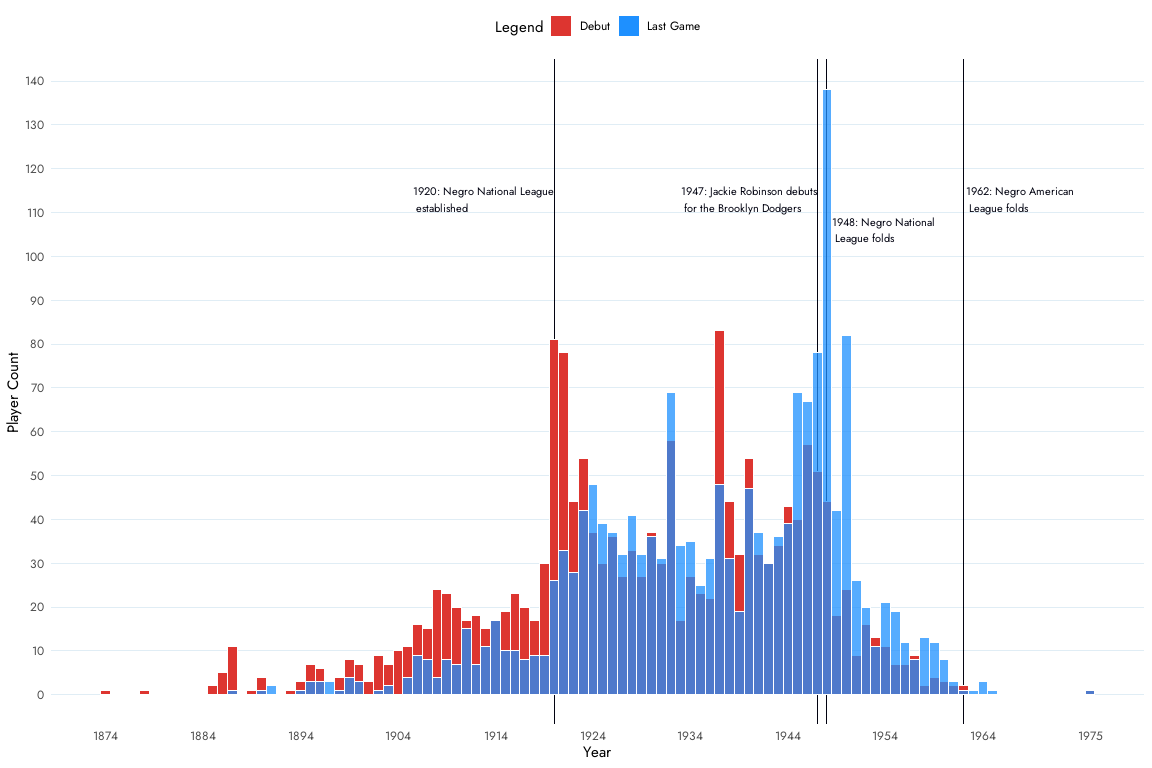 Legend Debut Last Game
140
130
120
1920: Negro National League
established
1947: Jackie Robinson debuts
for the Brooklyn Dodgers
1962: Negro American
League folds
110
1948: Negro National
League folds
100
90
80
70
60
50
40
30
20
10
0
Player Count
1874 1884 1894 1904 1914 1924 1934 1944 1954 1964 1975
Year